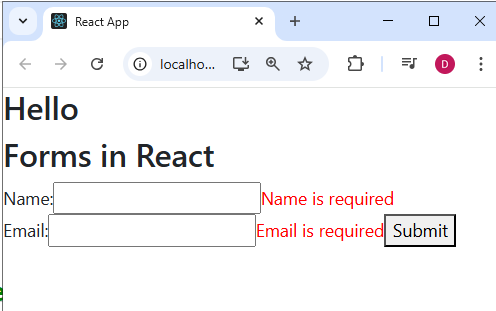 React App
localho...
D
Hello
Forms in React
Name: Name is required
Email: Email is required Submit
e